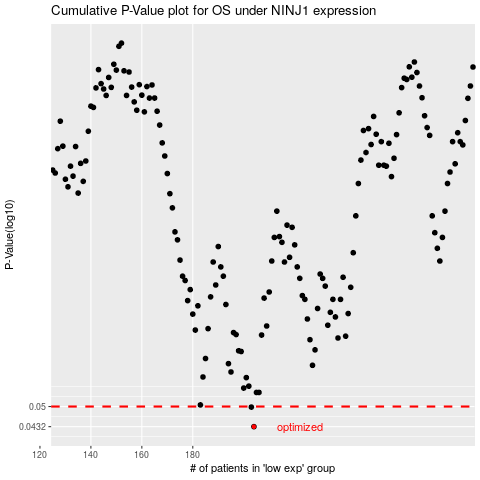 Cumulative P-Value plot for OS under NINJ1 expression
P-Value(log10)
0.05
0.0432
optimized
120 140 160 180
# of patients in 'low exp' group